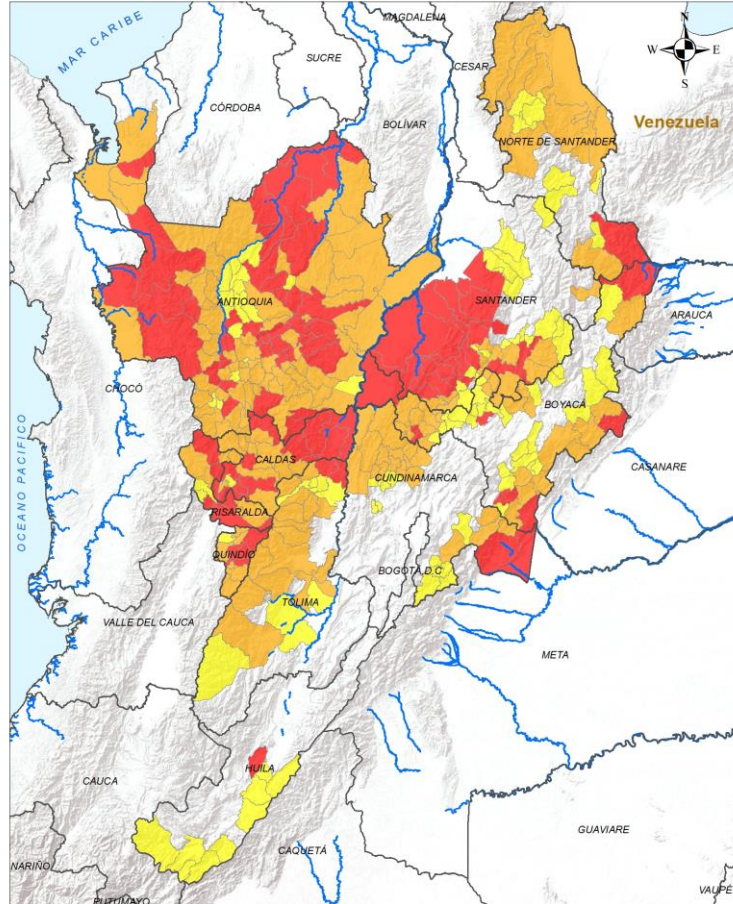 MAR CARIBE
MAGDALENA
N
W
E
S
SUCRE
CESAR
CÓRDOBA
BOLÍVAR
Venezuela
NORTE DE SANTANDER
ANTIOQUIA
SANTANDER
ARAUCA
CHOCÓ
BOYACÁ
CALDAS
CASANARE
OCEANO PACIFICO
CUNDINAMARCA
RISARALDA
QUINDÍO
BOGOTÁ, D.C
TOLIMA
VALLE DEL CAUCA
META
HUILA
CAUCA
GUAVIARE
CAQUETÁ
NARIÑO
PUTUMAYO
VAUPÉ